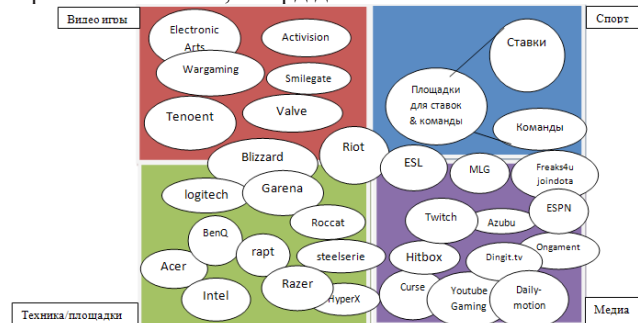 Видео игры
Спорт
Electronic
Arts
Activision
Wargaming
Smilegate
Tenoent
Valve
Ставки
Площадки
для ставок
& команды
Команды
Blizzard
Riot
ESL
MLG
Freaks4u
joindota
logitech
Garena
Roccat
Twitch
Azubu
ESPN
BenQ
rapt
steelserie
Hitbox
Dingit.tv
Ongament
Acer
Intel
Razer
HyperX
Curse
Youtube
Gaming
Daily-
motion
Техника/площадки
Медиа